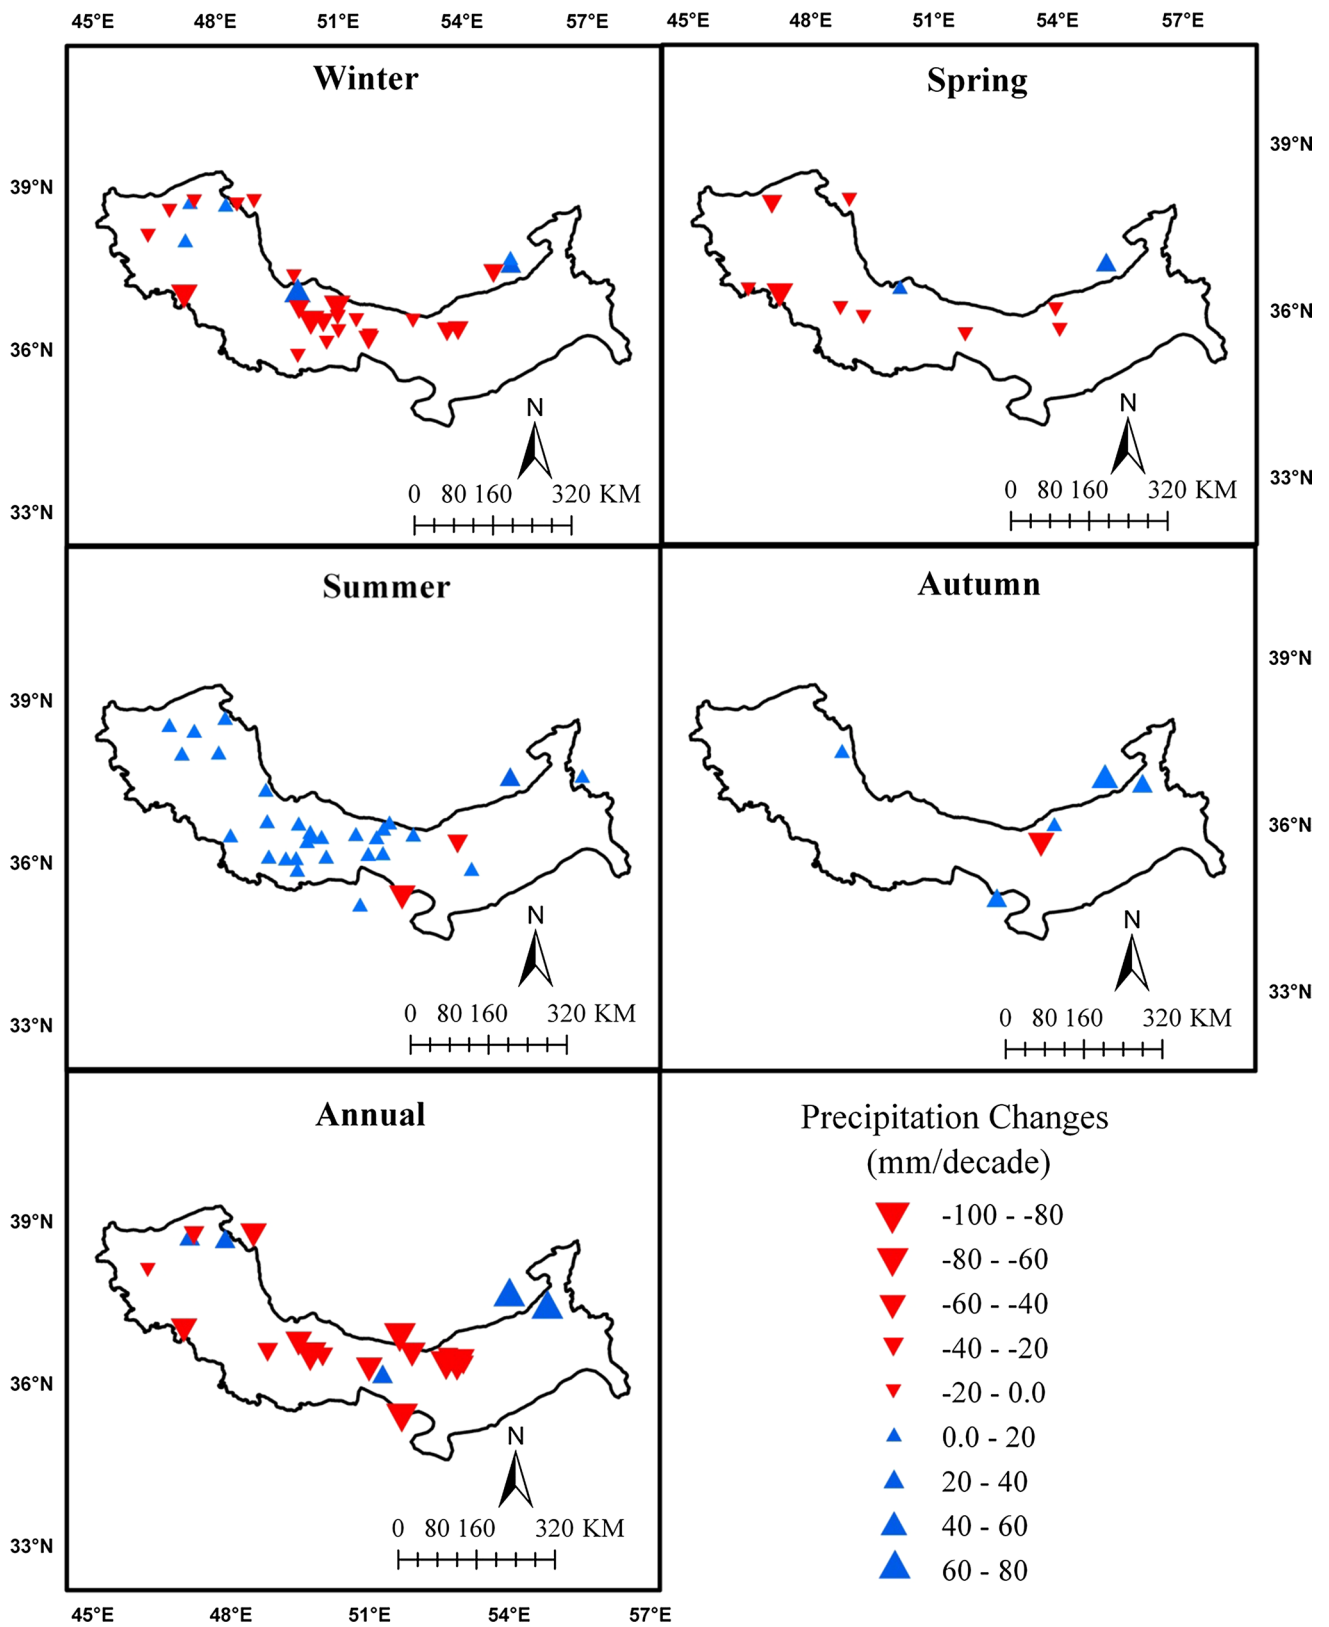 45°E 48°E 51°E 54°E 57°E 45°E 48°E 51°E 54°E 57°E
Winter
39°N
36°N
33°N
N
0 80 160 320 KM
Spring
39°N
36°N
33°N
N
0 80 160 320 KM
Summer
39°N
36°N
33°N
N
0 80 160 320 KM
Autumn
39°N
36°N
33°N
N
0 80 160 320 KM
Annual
39°N
36°N
33°N
N
0 80 160 320 KM
45°E 48°E 51°E 54°E 57°E
Precipitation Changes
(mm/decade)
-100 - -80
-80 - -60
-60 - -40
-40 - -20
-20 - 0.0
0.0 - 20
20 - 40
40 - 60
60 - 80